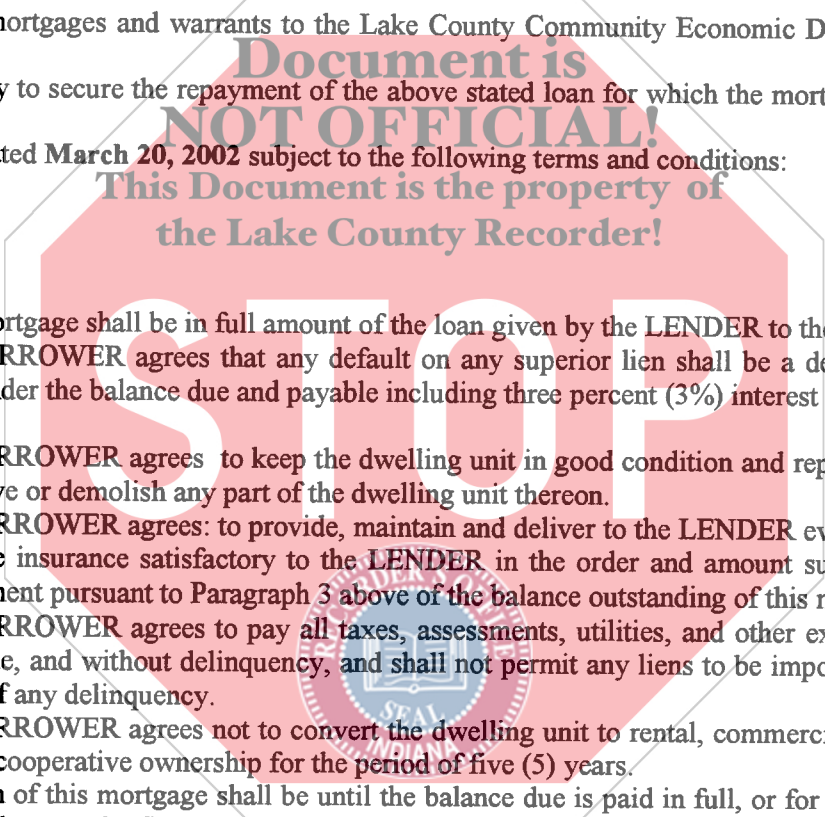 ortgages and warrants to the Lake County Community Economic D
Document is
y to secure the repayment of the above stated loan for which the mort
NOT OFFICIAL!
ted March 20, 2002 subject to the following terms and conditions:
This Document is the property of
the Lake County Recorder!
STOP
ortgage shall be in full amount of the loan given by the LENDER to the
RROWER agrees that any default on any superior lien shall be a de
der the balance due and payable including three percent (3%) interest
RROWER agrees to keep the dwelling unit in good condition and rep
e or demolish any part of the dwelling unit thereon.
RROWER agrees: to provide, maintain and deliver to the LENDER ev
e insurance satisfactory to the LENDER in the order and amount su
ent pursuant to Paragraph 3 above of the balance outstanding of this
RROWER agrees to pay all taxes, assessments, utilities, and other ex
e, and without delinquency, and shall not permit any liens to be impo
f any delinquency.
RROWER agrees not to convert the dwelling unit to rental, commerci
cooperative ownership for the period of five (5) years.
of this mortgage shall be until the balance due is paid in full, or for
RECORDER OF THE
SEAL
INDIANA